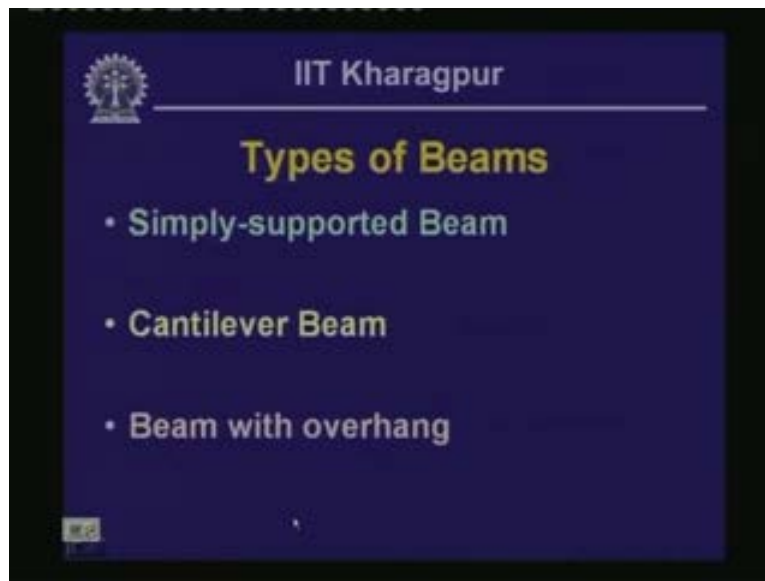 IIT Kharagpur
Types of Beams
• Simply-supported Beam
• Cantilever Beam
• Beam with overhang